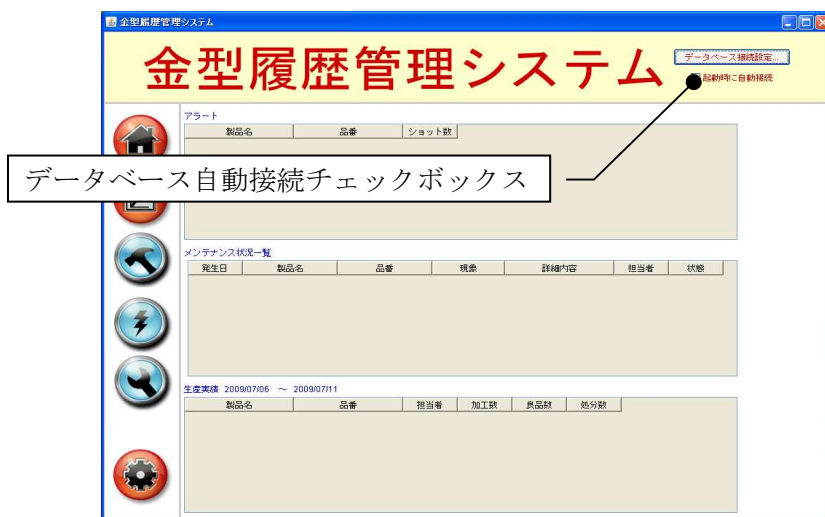 金型履歴管理システム
金型履歴管理システム
データベース接続設定...
起動時に自動接続
アラート
製品名 品番 ショット数
データベース自動接続チェックボックス
メンテナンス状況一覧
発生日 製品名 品番 現象 詳細内容 担当者 状態
生産実績 2009/07/06 ～ 2009/07/11
製品名 品番 担当者 加工数 良品数 処分数